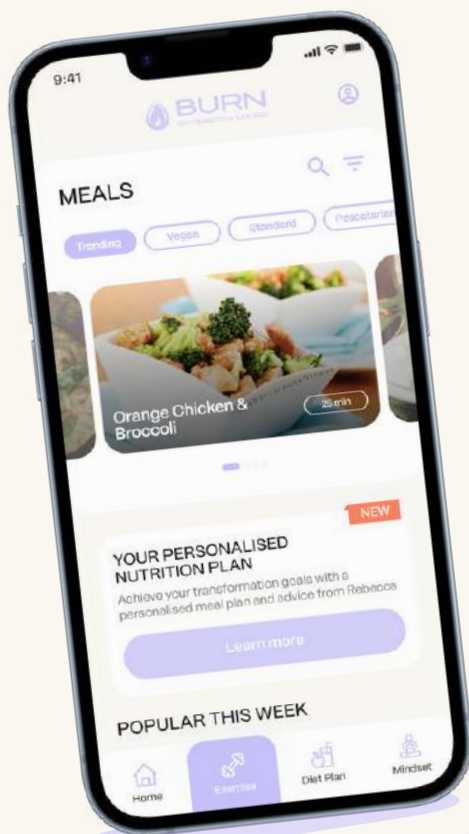 9:41
BURN
MEALS
Trending
Vegan
Standard
Pescatarian
Orange Chicken &
Broccoli
25 min
NEW
YOUR PERSONALISED
NUTRITION PLAN
Achieve your transformation goals with a
personalised meal plan and advice from Rebecca
Learn more
POPULAR THIS WEEK
Home
Exercise
Diet Plan
Mindset